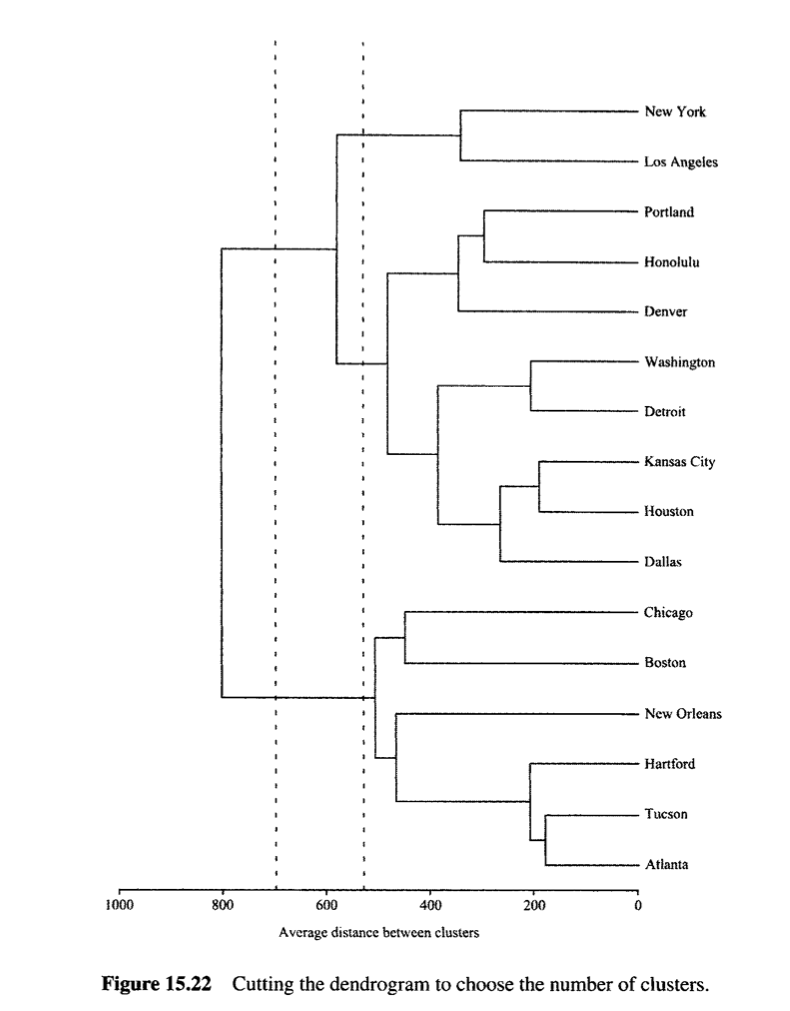 New York
Los Angeles
Portland
Honolulu
Denver
Washington
Detroit
Kansas City
Houston
Dallas
Chicago
Boston
New Orleans
Hartford
Tucson
Atlanta
1000 800 600 400 200 0
Average distance between clusters
Figure 15.22 Cutting the dendrogram to choose the number of clusters.